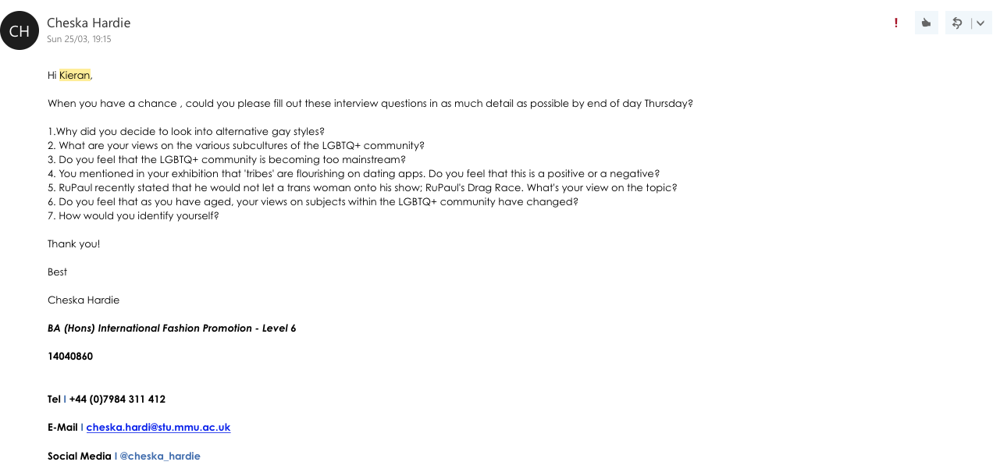 CH
Cheska Hardie
Sun 25/03, 19:15
!
Hi Kieran,
When you have a chance , could you please fill out these interview questions in as much detail as possible by end of day Thursday?
1.Why did you decide to look into alternative gay styles?
2. What are your views on the various subcultures of the LGBTQ+ community?
3. Do you feel that the LGBTQ+ community is becoming too mainstream?
4. You mentioned in your exhibition that 'tribes' are flourishing on dating apps. Do you feel that this is a positive or a negative?
5. RuPaul recently stated that he would not let a trans woman onto his show; RuPaul's Drag Race. What's your view on the topic?
6. Do you feel that as you have aged, your views on subjects within the LGBTQ+ community have changed?
7. How would you identify yourself?
Thank you!
Best
Cheska Hardie
BA (Hons) International Fashion Promotion - Level 6
14040860
Tel I +44 (0)7984 311 412
E-Mail I cheska.hardi@stu.mmu.ac.uk
Social Media I @cheska_hardie